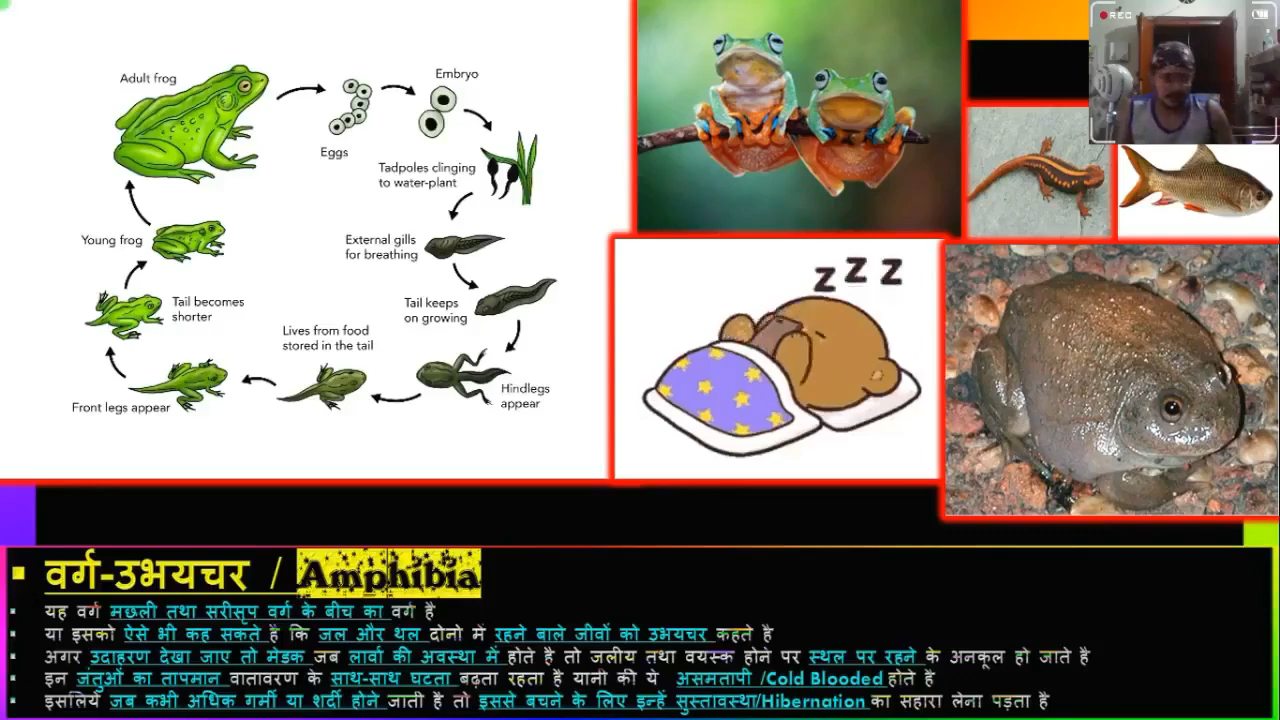 REC
Adult frog
Eggs
Embryo
Tadpoles clinging
to water-plant
External gills
for breathing
Tail keeps
on growing
Hindlegs
appear
Lives from food
stored in the tail
Front legs appear
Tail becomes
shorter
Young frog
z z z
वर्ग-उभयचर / Amphibia
यह वर्ग मछली तथा सरीसृप वर्ग के बीच का वर्ग है
या इसको ऐसे भी कह सकते है कि जल और थल दोनो में रहने बाले जीवों को उभयचर कहते है
अगर उदाहरण देखा जाए तो मेंडक जब लार्वा की अवस्था में होते है तो जलीय तथा वयस्क होने पर स्थल पर रहने के अनकूल हो जाते है
इन जंतुओं का तापमान वातावरण के साथ-साथ घटता बढ़ता रहता है यानी की ये असमतापी /Cold Blooded होते है
इसलिये जब कभी अधिक गर्मी या शर्दी होने जाती है तो इससे बचने के लिए इन्हें सुस्तावस्था/Hibernation का सहारा लेना पड़ता है